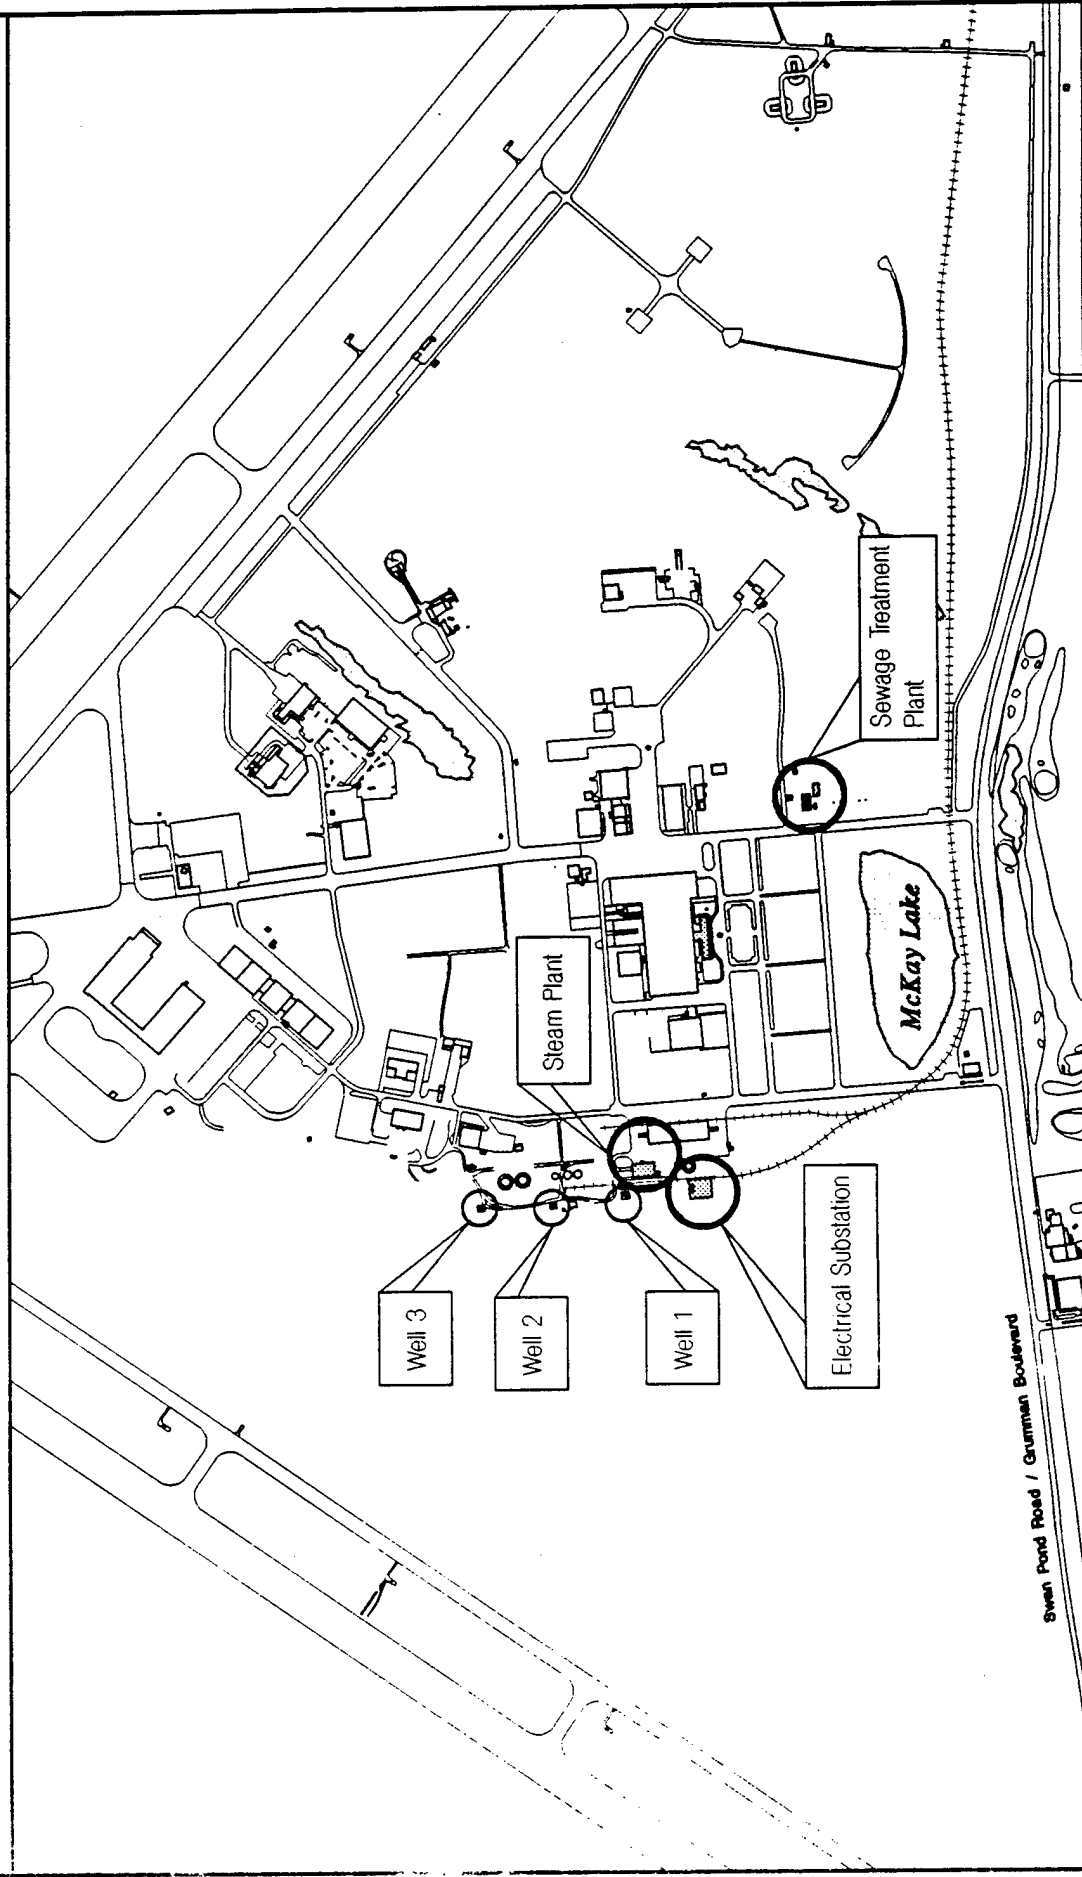 Well 3
Well 2
Steam Plant
Well 1
Electrical Substation
Sewage Treatment
Plant
McKay Lake
Swan Pond Road / Grumman Boulevard